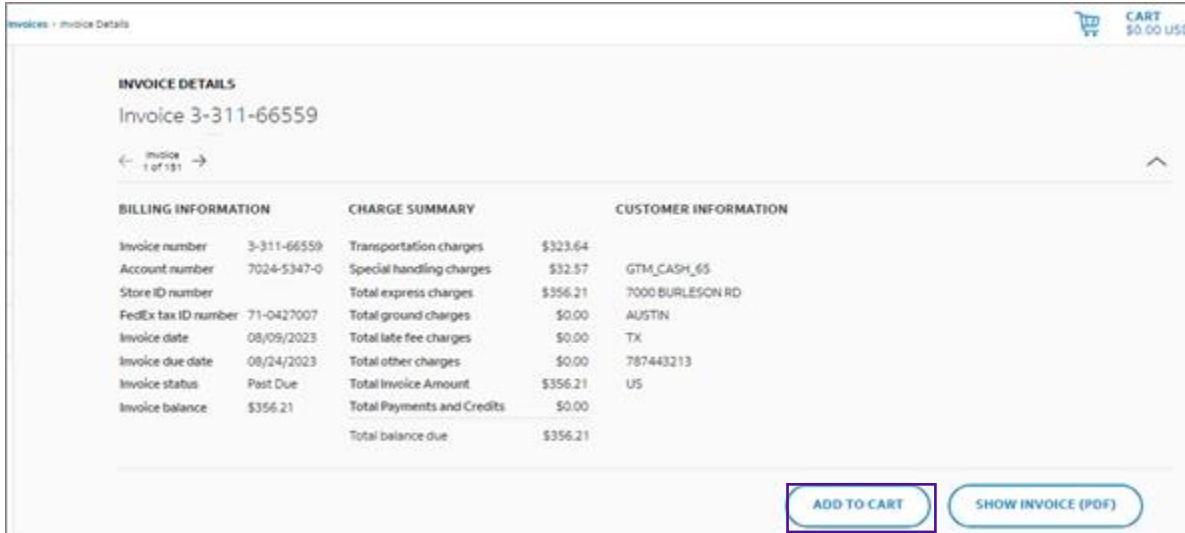 Invoices > Invoice Details
CART
$0.00 USD
INVOICE DETAILS
Invoice 3-311-66559
← Invoice 1 of 191 →
BILLING INFORMATION
Invoice number 3-311-66559
Account number 7024-5347-0
Store ID number
FedEx tax ID number 71-0427007
Invoice date 08/09/2023
Invoice due date 08/24/2023
Invoice status Past Due
Invoice balance $356.21
CHARGE SUMMARY
Transportation charges $323.64
Special handling charges $32.57
Total express charges $356.21
Total ground charges $0.00
Total late fee charges $0.00
Total other charges $0.00
Total Invoice Amount $356.21
Total Payments and Credits $0.00
Total balance due $356.21
CUSTOMER INFORMATION
GTM_CASH_65
7000 BURLESON RD
AUSTIN
TX
787443213
US
ADD TO CART
SHOW INVOICE (PDF)